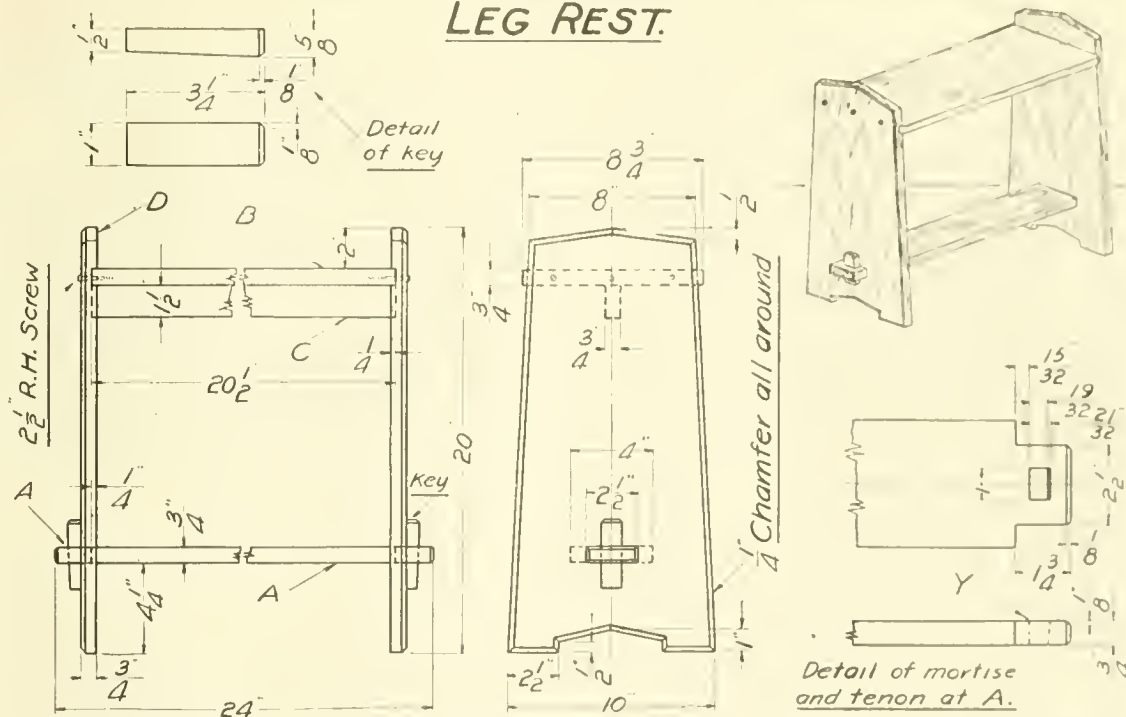 LEG REST.
1/2"
5/8
3 1/4"
1/8
1"
1/8
Detail
of key
D
B
2 1/2" R.H. Screw
2"
1 1/2
C
1/4
20 1/2
20
A
1/4"
3/4"
Key
4 1/4"
A
3/4"
24"
8 3/4
8"
1/2
3/4
3/4
4"
2 1/2"
1/4" Chamfer all around
1"
2 1/2"
1/2
10"
15/32
19/32
21/32
1"
2 1/2
1/8
1 3/4
Y
1/8
3/4
Detail of mortise
and tenon at A.